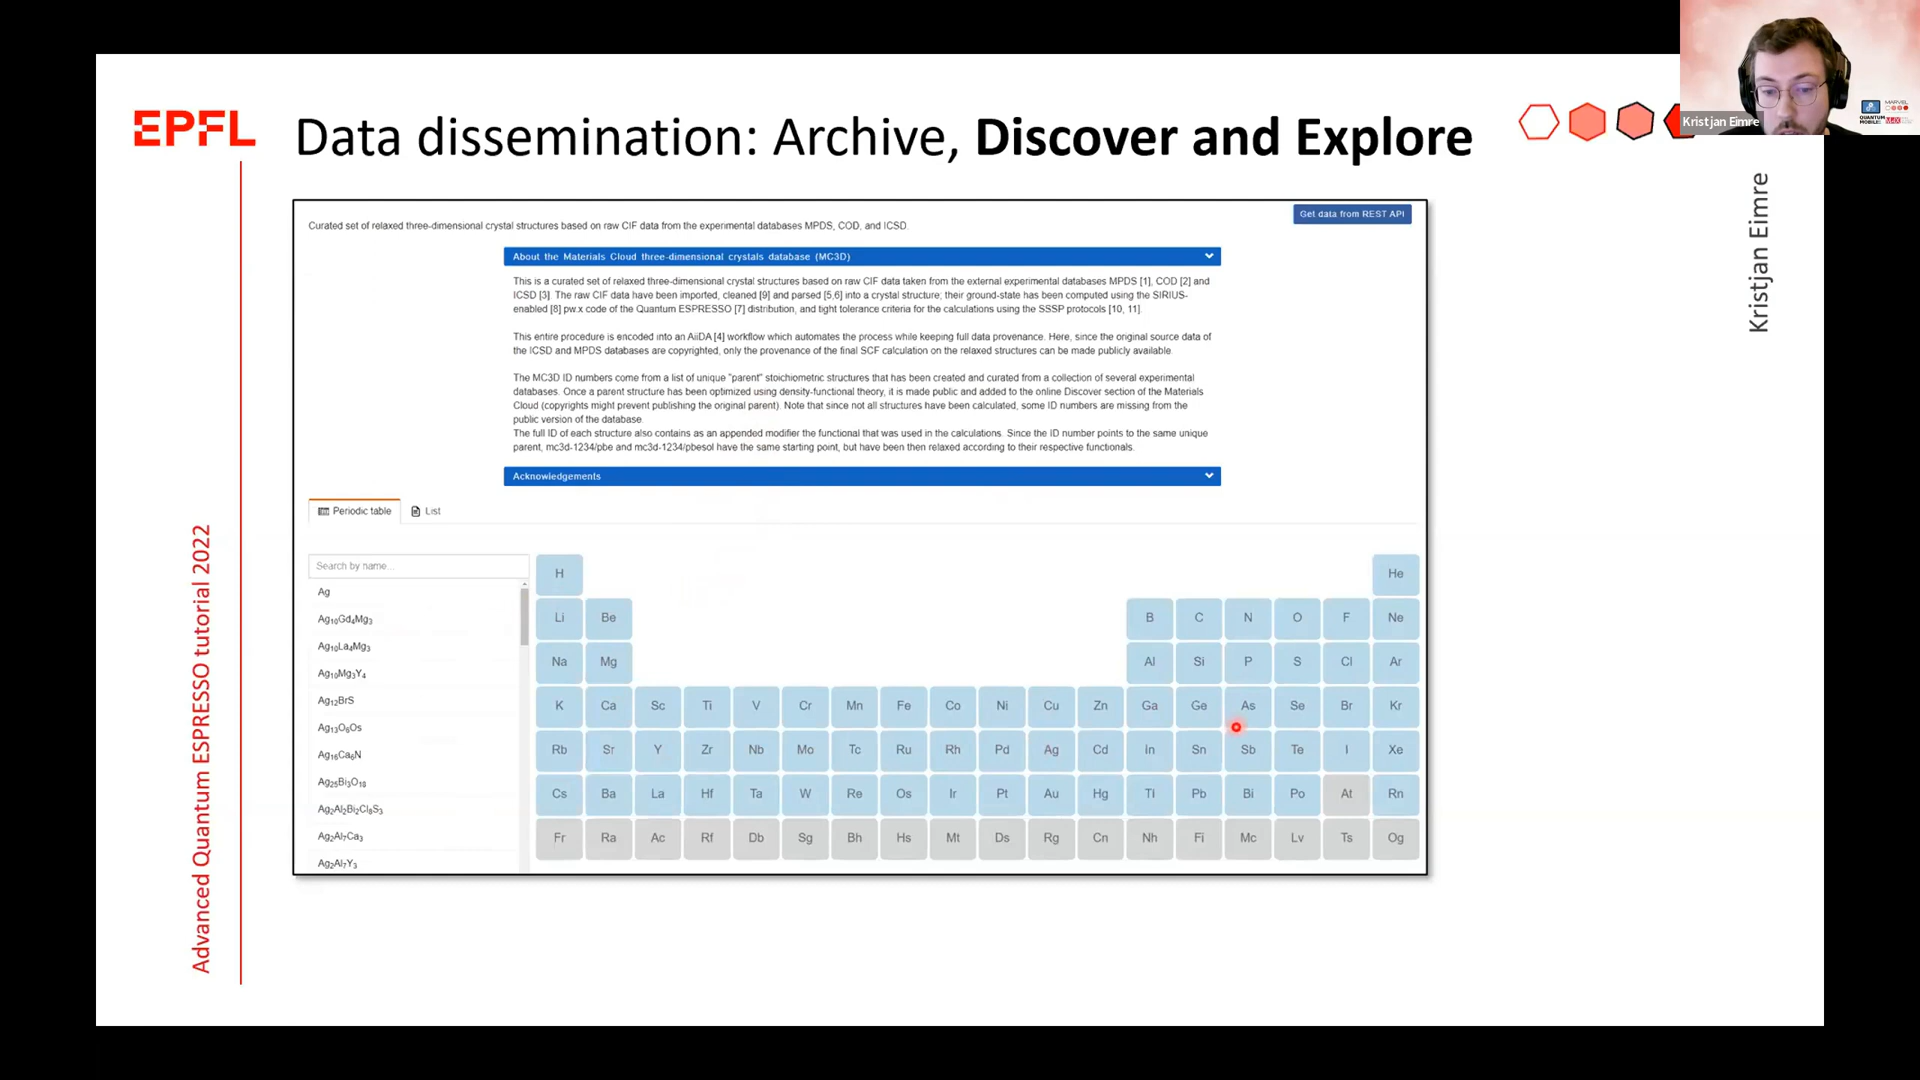 EPFL
Data dissemination: Archive, Discover and Explore
Kristjan Eimre
Kristjan Eimre
Advanced Quantum ESPRESSO tutorial 2022
Curated set of relaxed three-dimensional crystal structures based on raw CIF data from the experimental databases MPDS, COD, and ICSD.
Get data from REST API
About the Materials Cloud three-dimensional crystals database (MC3D)
This is a curated set of relaxed three-dimensional crystal structures based on raw CIF data taken from the external experimental databases MPDS [1], COD [2] and
ICSD [3]. The raw CIF data have been imported, cleaned [9] and parsed [5,6] into a crystal structure; their ground-state has been computed using the SIRIUS-
enabled [8] pw.x code of the Quantum ESPRESSO [7] distribution, and tight tolerance criteria for the calculations using the SSSP protocols [10, 11].
This entire procedure is encoded into an AiiDA [4] workflow which automates the process while keeping full data provenance. Here, since the original source data of
the ICSD and MPDS databases are copyrighted, only the provenance of the final SCF calculation on the relaxed structures can be made publicly available.
The MC3D ID numbers come from a list of unique "parent" stoichiometric structures that has been created and curated from a collection of several experimental
databases. Once a parent structure has been optimized using density-functional theory, it is made public and added to the online Discover section of the Materials
Cloud (copyrights might prevent publishing the original parent). Note that since not all structures have been calculated, some ID numbers are missing from the
public version of the database.
The full ID of each structure also contains as an appended modifier the functional that was used in the calculations. Since the ID number points to the same unique
parent, mc3d-1234/pbe and mc3d-1234/pbesol have the same starting point, but have been then relaxed according to their respective functionals.
Acknowledgements
Periodic table List
Search by name...
Ag
Ag₁₀Gd₄Mg₃
Ag₁₀La₄Mg₃
Ag₁₀Mg₃Y₄
Ag₁₂BrS
Ag₁₃O₆Os
Ag₁₆Ca₆N
Ag₂₅Bi₃O₁₈
Ag₂Al₂Bi₂Cl₈S₃
Ag₂Al₇Ca₃
Ag₂Al₇Y₃
H He
Li Be B C N O F Ne
Na Mg Al Si P S Cl Ar
K Ca Sc Ti V Cr Mn Fe Co Ni Cu Zn Ga Ge As Se Br Kr
Rb Sr Y Zr Nb Mo Tc Ru Rh Pd Ag Cd In Sn Sb Te I Xe
Cs Ba La Hf Ta W Re Os Ir Pt Au Hg Tl Pb Bi Po At Rn
Fr Ra Ac Rf Db Sg Bh Hs Mt Ds Rg Cn Nh Fi Mc Lv Ts Og